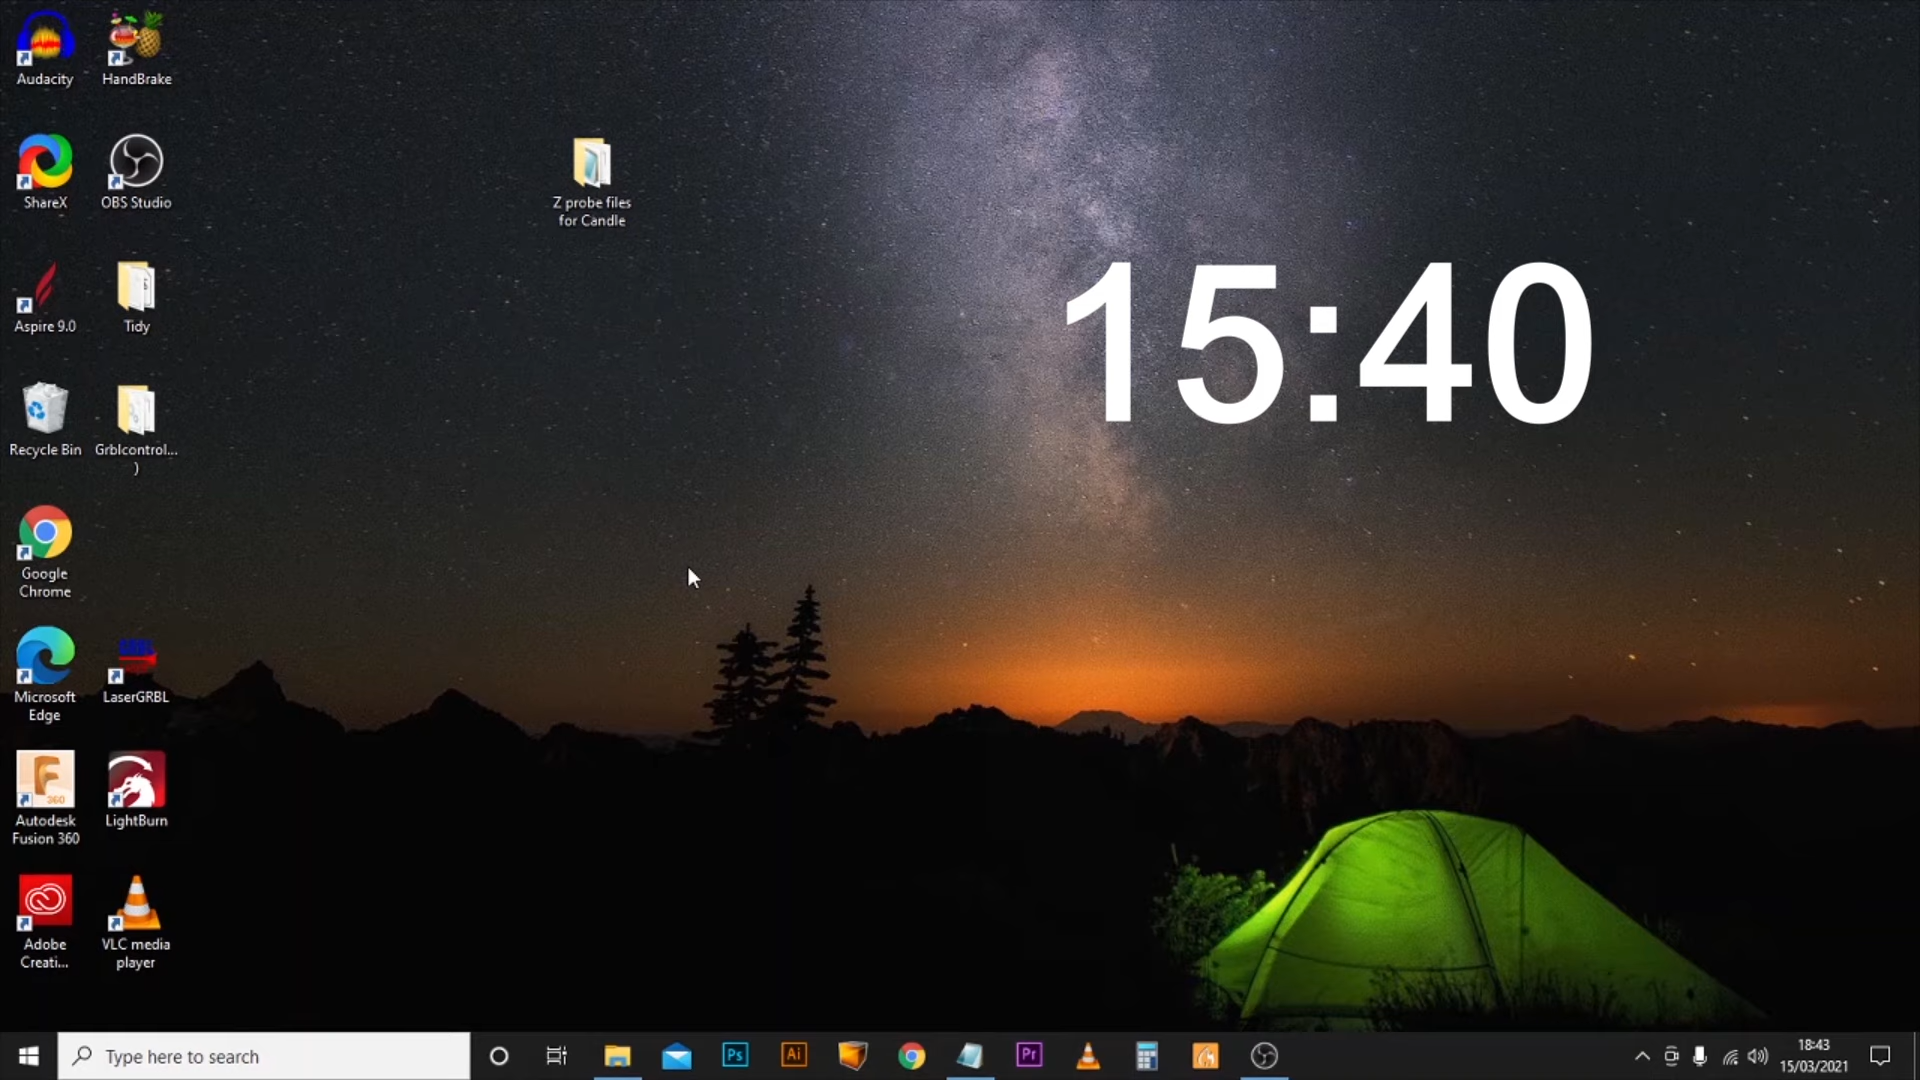 Audacity
HandBrake
ShareX
OBS Studio
Z probe files
for Candle
Aspire 9.0
Tidy
15:40
Recycle Bin
Grblcontrol...
)
Google
Chrome
Microsoft
Edge
GRBL
LaserGRBL
F
360
Autodesk
Fusion 360
LightBurn
Adobe
Creati...
VLC media
player
Type here to search
Ps
Ai
Pr
18:43
15/03/2021